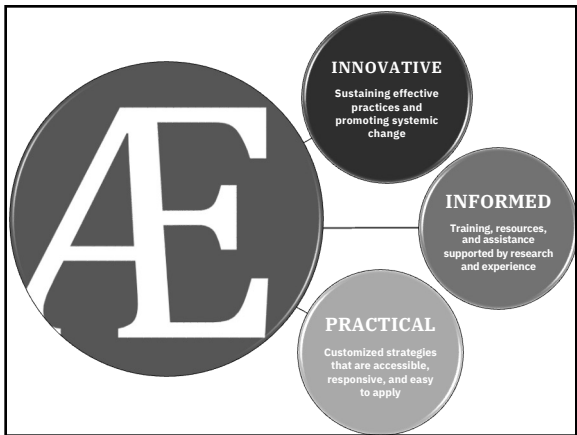 Æ
INNOVATIVE
Sustaining effective
practices and
promoting systemic
change
INFORMED
Training, resources,
and assistance
supported by research
and experience
PRACTICAL
Customized strategies
that are accessible,
responsive, and easy
to apply